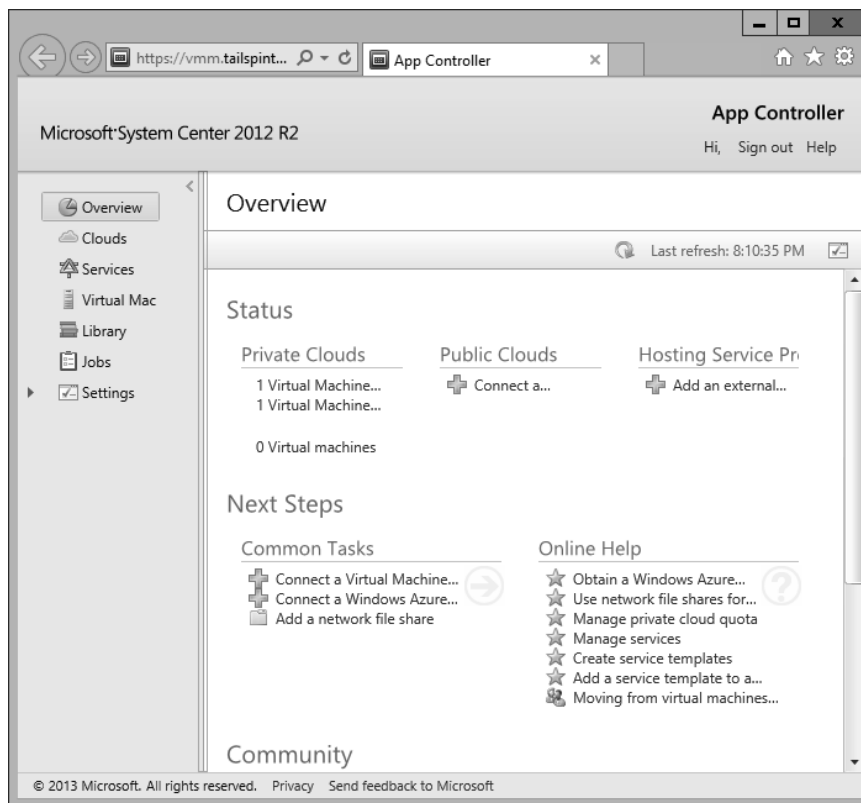 https://vmm.tailspint...
App Controller
App Controller
Microsoft System Center 2012 R2
Hi, Sign out Help
Overview
Clouds
Services
Virtual Mac
Library
Jobs
Settings
Overview
Last refresh: 8:10:35 PM
Status
Private Clouds
1 Virtual Machine...
1 Virtual Machine...
0 Virtual machines
Public Clouds
Connect a...
Hosting Service Pr
Add an external...
Next Steps
Common Tasks
Connect a Virtual Machine...
Connect a Windows Azure...
Add a network file share
Online Help
Obtain a Windows Azure...
Use network file shares for...
Manage private cloud quota
Manage services
Create service templates
Add a service template to a...
Moving from virtual machines...
Community
© 2013 Microsoft. All rights reserved. Privacy Send feedback to Microsoft